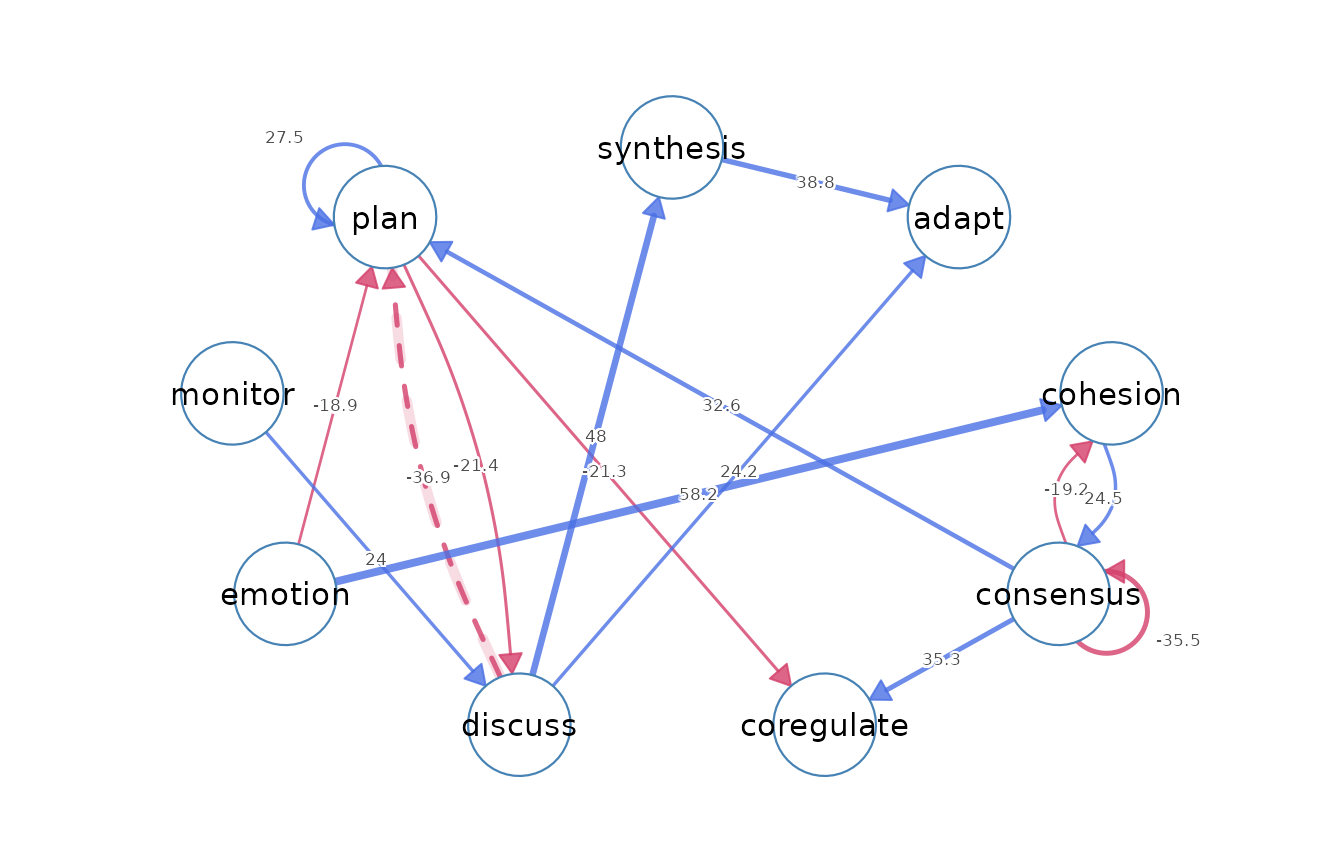 27.5
synthesis
38.8
plan
adapt
monitor
cohesion
-18.9
32.6
48
-21.4
-21.3
24.2
-36.9
58.2
-19.2
24.5
24
emotion
consensus
-35.5
35.3
discuss
coregulate